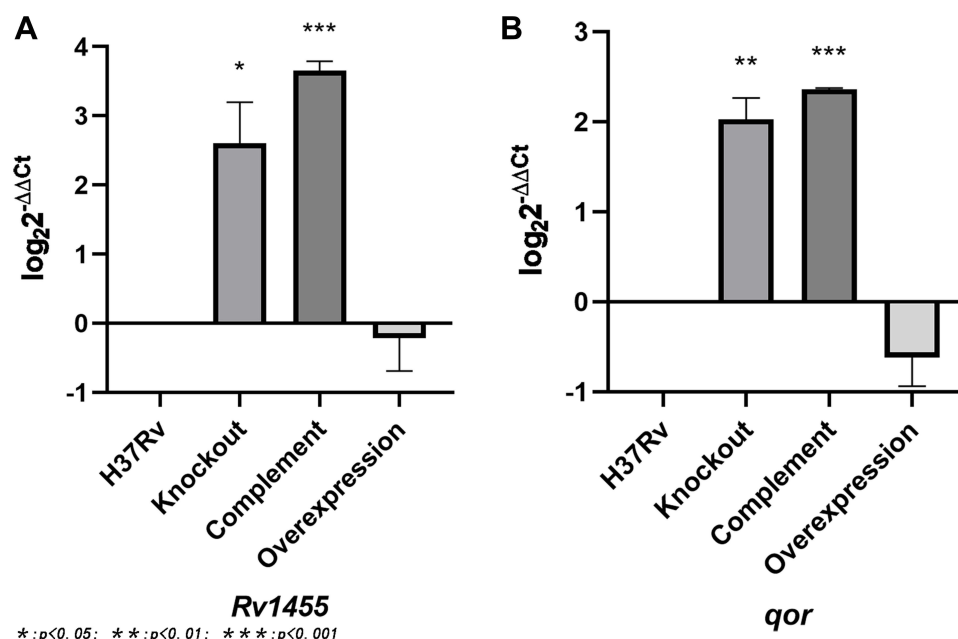 A
log₂2^-ΔΔCt
4
3
2
1
0
-1
*
***
H37Rv
Knockout
Complement
Overexpression
Rv1455
B
log₂2^-ΔΔCt
3
2
1
0
-1
**
***
H37Rv
Knockout
Complement
Overexpression
qor
*:p<0.05; **:p<0.01; ***:p<0.001